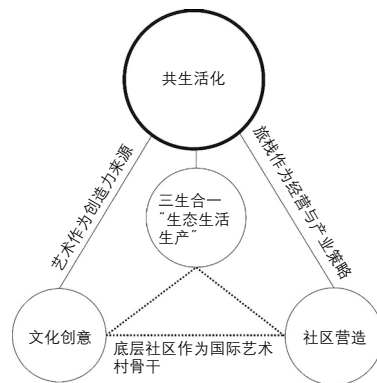 共生活化
艺术作为创造力来源
旅栈作为经营与产业策略
三生合一
“生态生活
生产”
文化创意
社区营造
底层社区作为国际艺术
村骨干